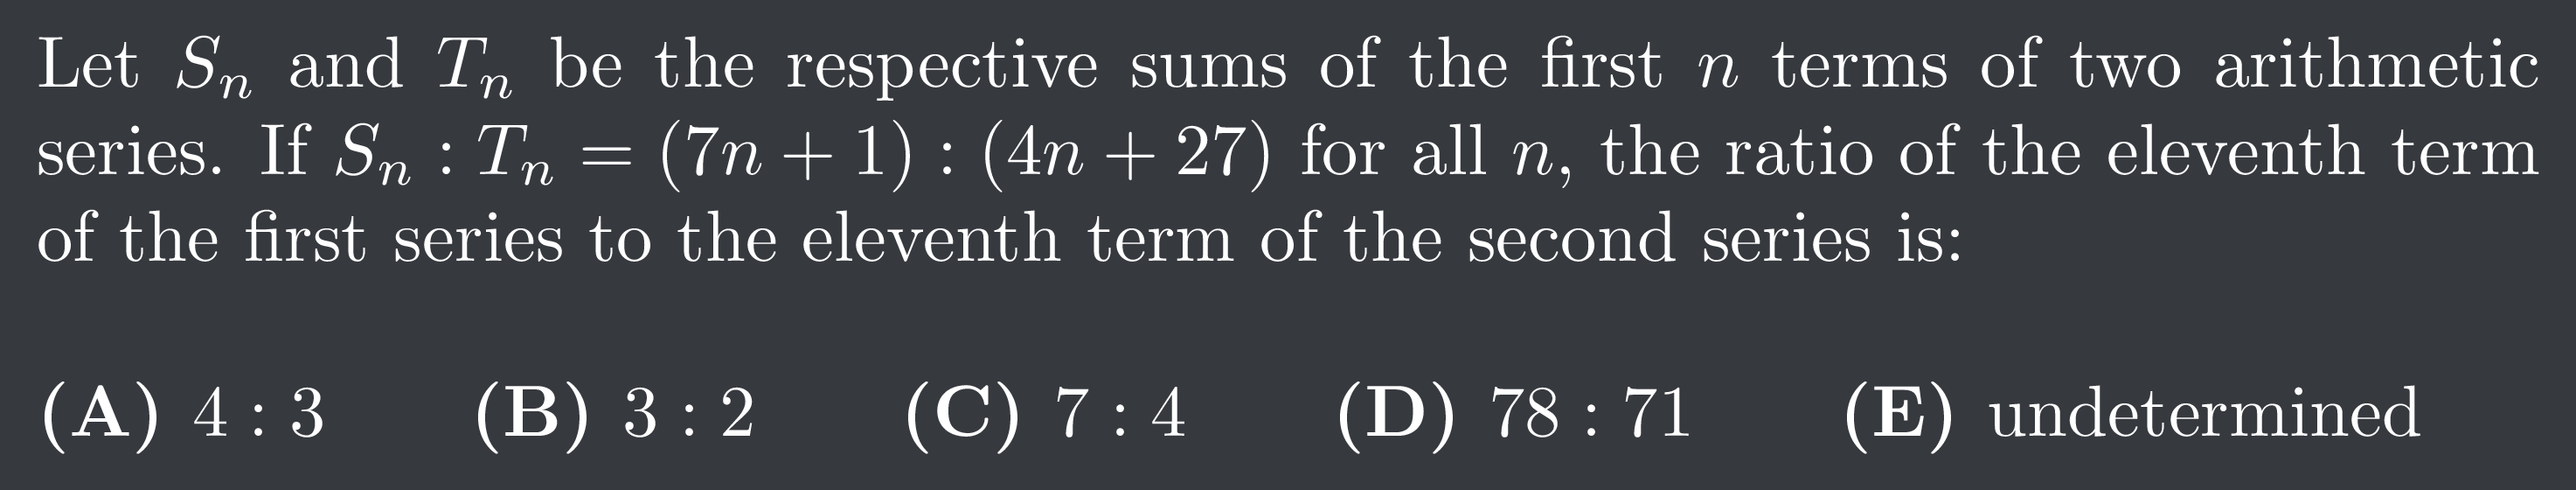 Let $S_n$ and $T_n$ be the respective sums of the first $n$ terms of two arithmetic
series. If $S_n : T_n = (7n + 1) : (4n + 27)$ for all $n$, the ratio of the eleventh term
of the first series to the eleventh term of the second series is:
(A) 4 : 3 (B) 3 : 2 (C) 7 : 4 (D) 78 : 71 (E) undetermined